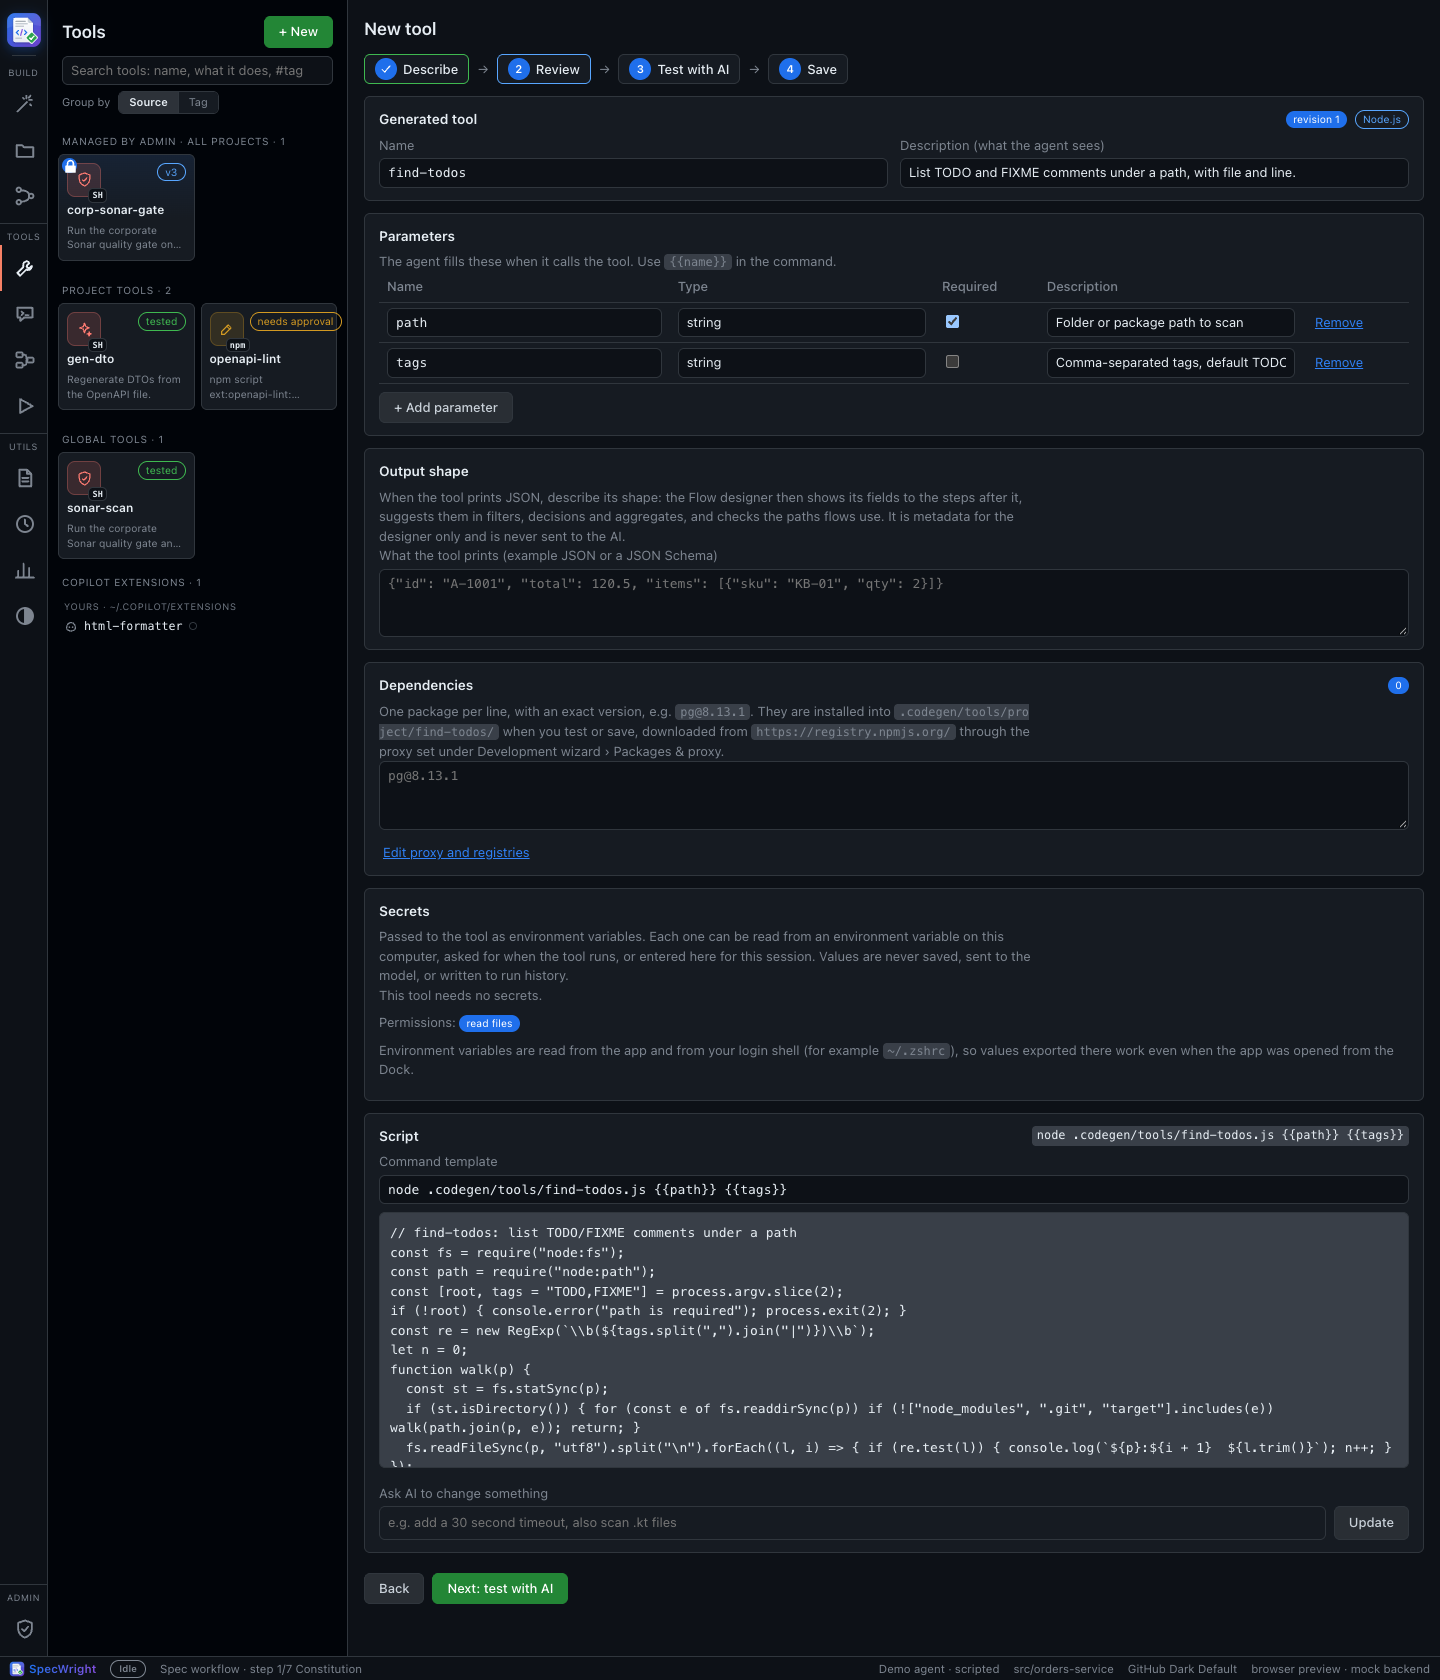 BUILD
TOOLS
UTILS
ADMIN
Tools
+ New
Search tools: name, what it does, #tag
Group by Source Tag
MANAGED BY ADMIN · ALL PROJECTS · 1
v3
SH
corp-sonar-gate
Run the corporate
Sonar quality gate on...
PROJECT TOOLS · 2
tested
SH
gen-dto
Regenerate DTOs from
the OpenAPI file.
needs approval
npm
openapi-lint
npm script
ext:openapi-lint:...
GLOBAL TOOLS · 1
tested
SH
sonar-scan
Run the corporate
Sonar quality gate an...
COPILOT EXTENSIONS · 1
YOURS · ~/.COPILOT/EXTENSIONS
html-formatter
New tool
Describe → 2 Review → 3 Test with AI → 4 Save
Generated tool
revision 1 Node.js
Name
find-todos
Description (what the agent sees)
List TODO and FIXME comments under a path, with file and line.
Parameters
The agent fills these when it calls the tool. Use {{name}} in the command.
Name Type Required Description
path string Folder or package path to scan Remove
tags string Comma-separated tags, default TODO Remove
+ Add parameter
Output shape
When the tool prints JSON, describe its shape: the Flow designer then shows its fields to the steps after it,
suggests them in filters, decisions and aggregates, and checks the paths flows use. It is metadata for the
designer only and is never sent to the AI.
What the tool prints (example JSON or a JSON Schema)
{"id": "A-1001", "total": 120.5, "items": [{"sku": "KB-01", "qty": 2}]}
Dependencies
0
One package per line, with an exact version, e.g. pg@8.13.1. They are installed into .codegen/tools/pro
ject/find-todos/ when you test or save, downloaded from https://registry.npmjs.org/ through the
proxy set under Development wizard › Packages & proxy.
pg@8.13.1
Edit proxy and registries
Secrets
Passed to the tool as environment variables. Each one can be read from an environment variable on this
computer, asked for when the tool runs, or entered here for this session. Values are never saved, sent to the
model, or written to run history.
This tool needs no secrets.
Permissions: read files
Environment variables are read from the app and from your login shell (for example ~/.zshrc), so values exported there work even when the app was opened from the
Dock.
Script
node .codegen/tools/find-todos.js {{path}} {{tags}}
Command template
node .codegen/tools/find-todos.js {{path}} {{tags}}
// find-todos: list TODO/FIXME comments under a path
const fs = require("node:fs");
const path = require("node:path");
const [root, tags = "TODO,FIXME"] = process.argv.slice(2);
if (!root) { console.error("path is required"); process.exit(2); }
const re = new RegExp(`\\b(${tags.split(",").join("|")})\\b`);
let n = 0;
function walk(p) {
  const st = fs.statSync(p);
  if (st.isDirectory()) { for (const e of fs.readdirSync(p)) if (!["node_modules", ".git", "target"].includes(e))
walk(path.join(p, e)); return; }
  fs.readFileSync(p, "utf8").split("\n").forEach((l, i) => { if (re.test(l)) { console.log(`${p}:${i + 1}  ${l.trim()}`); n++; }
});
Ask AI to change something
e.g. add a 30 second timeout, also scan .kt files
Update
Back
Next: test with AI
SpecWright Idle Spec workflow · step 1/7 Constitution
Demo agent · scripted src/orders-service GitHub Dark Default browser preview · mock backend